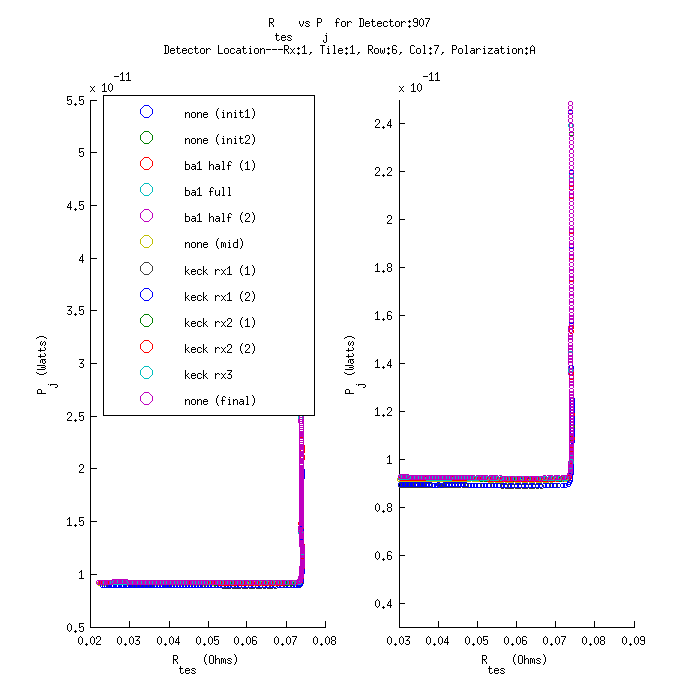 R_tes vs P_j for Detector:907
Detector Location---Rx:1, Tile:1, Row:6, Col:7, Polarization:A
x 10^-11
5.5
5
4.5
4
3.5
3
2.5
2
1.5
1
0.5
P_j (Watts)
none (init1)
none (init2)
ba1 half (1)
ba1 full
ba1 half (2)
none (mid)
keck rx1 (1)
keck rx1 (2)
keck rx2 (1)
keck rx2 (2)
keck rx3
none (final)
0.02 0.03 0.04 0.05 0.06 0.07 0.08
R_tes (Ohms)
x 10^-11
2.4
2.2
2
1.8
1.6
1.4
1.2
1
0.8
0.6
0.4
P_j (Watts)
0.03 0.04 0.05 0.06 0.07 0.08 0.09
R_tes (Ohms)